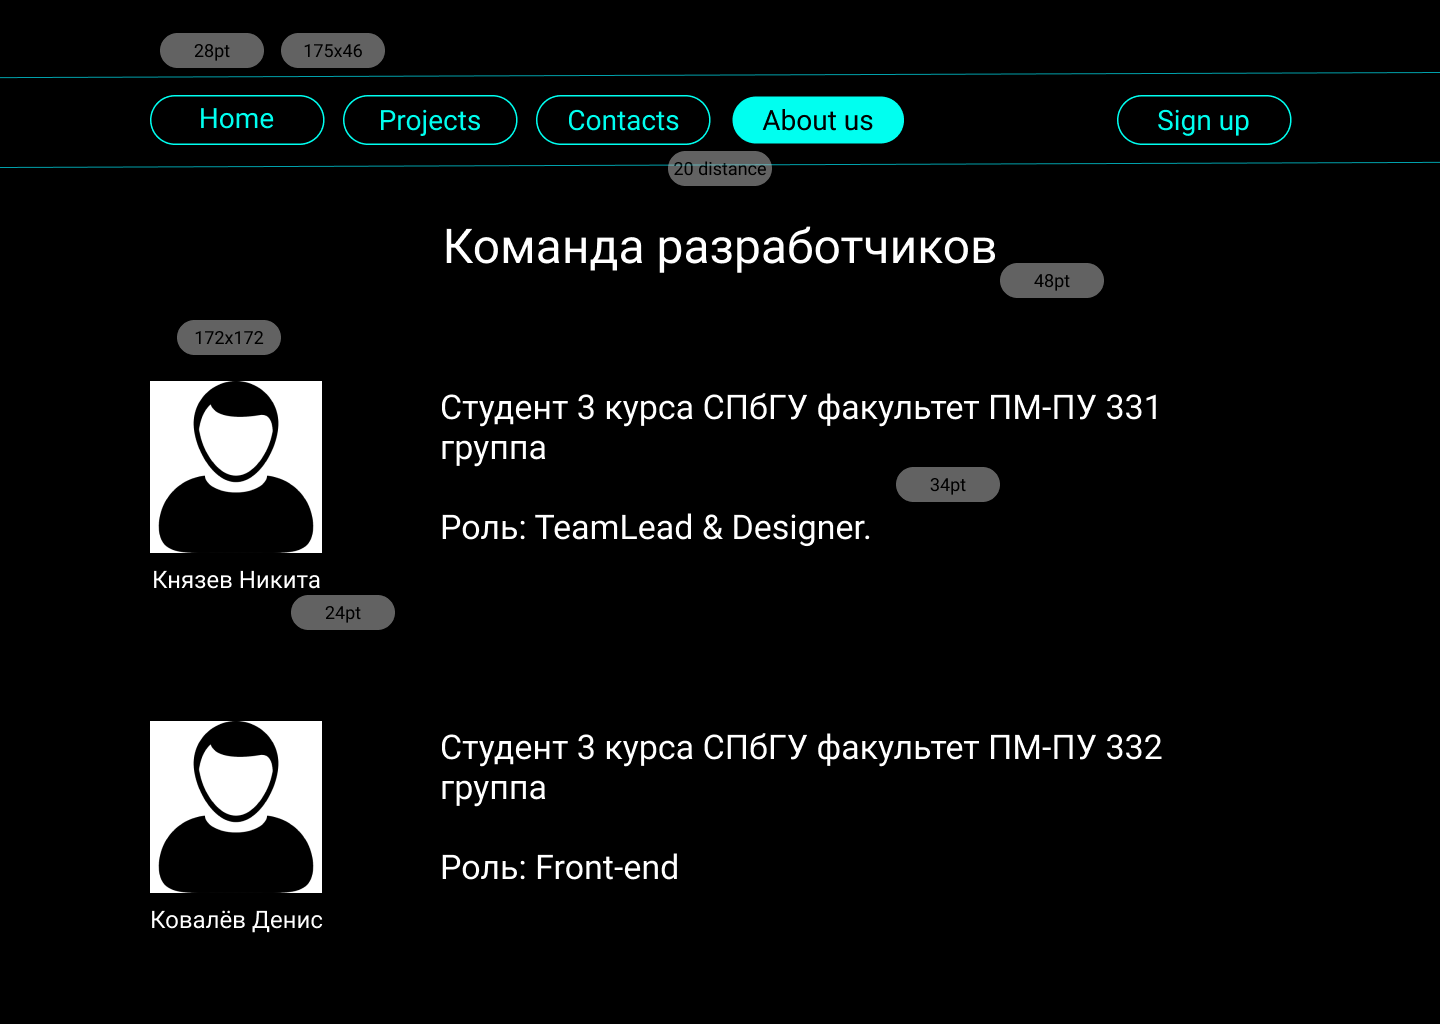 28pt 175x46
Home Projects Contacts About us Sign up
20 distance
Команда разработчиков
48pt
172x172
Студент 3 курса СПбГУ факультет ПМ-ПУ 331
группа
34pt
Роль: TeamLead & Designer.
Князев Никита
24pt
Студент 3 курса СПбГУ факультет ПМ-ПУ 332
группа
Роль: Front-end
Ковалёв Денис